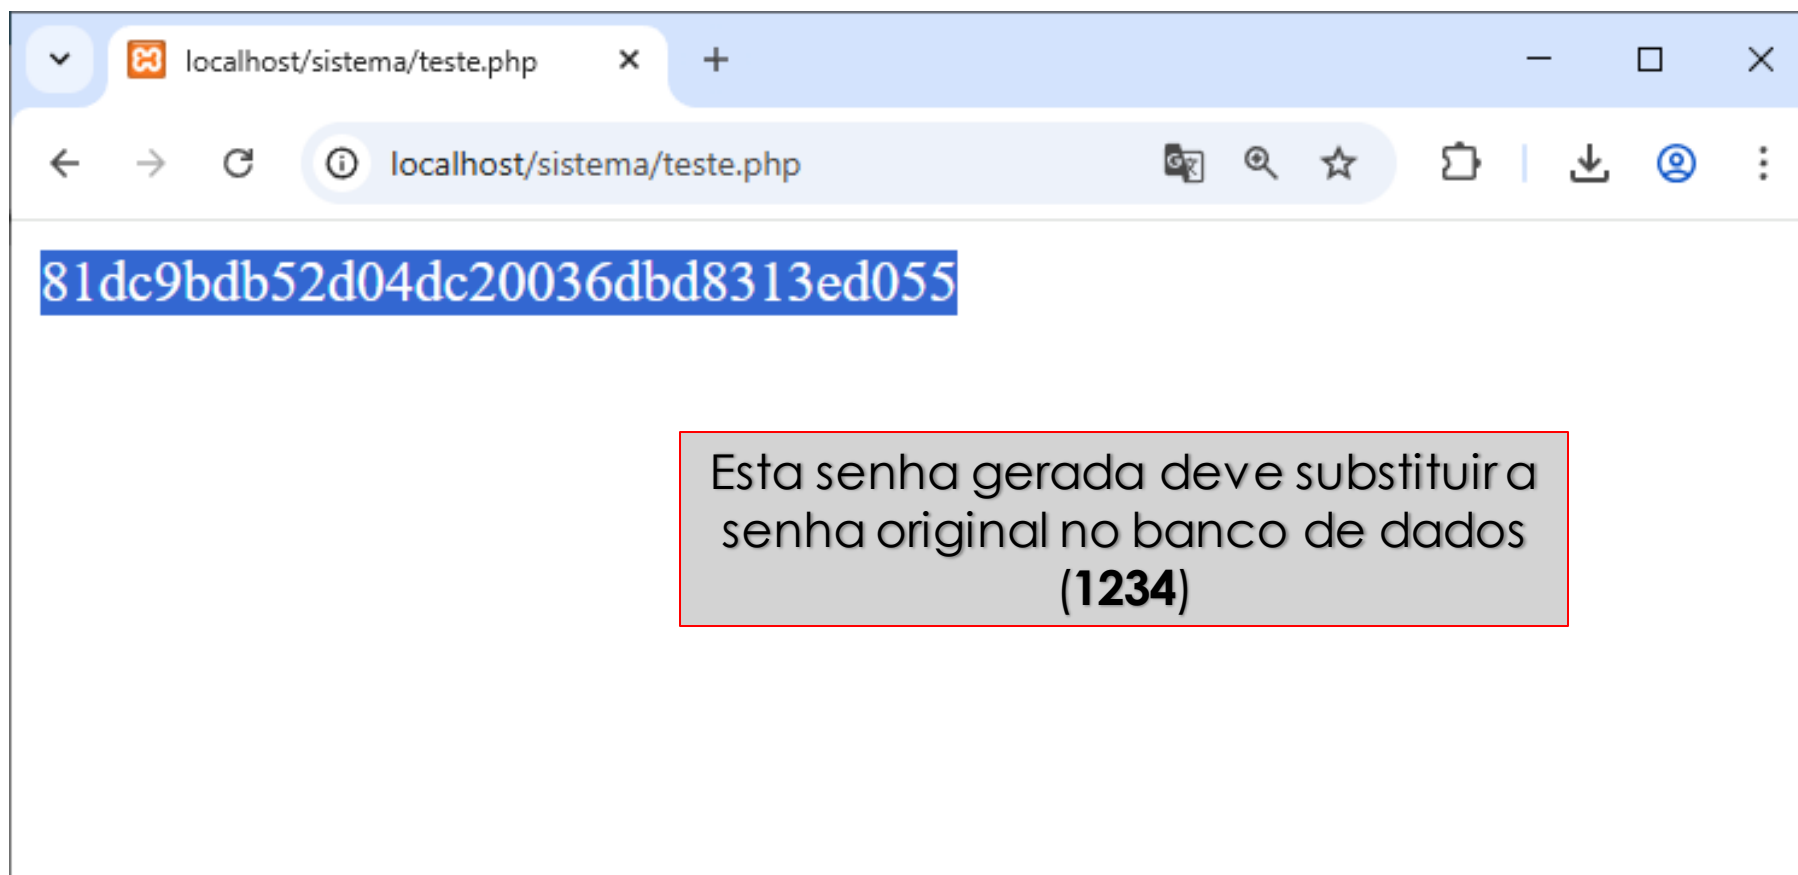 localhost/sistema/teste.php
localhost/sistema/teste.php
81dc9bdb52d04dc20036dbd8313ed055
Esta senha gerada deve substituir a
senha original no banco de dados
(1234)